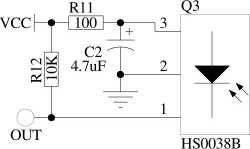 R11
Q3
VCC
100
3
+
C2
4.7uF
R12
10K
2
1
OUT
HS0038B